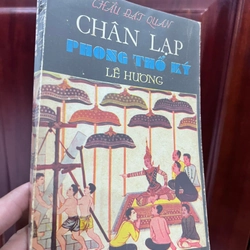 CHÂU ĐẠT QUAN
CHÂN LẠP
PHONG THỔ KÝ
LÊ HƯƠNG